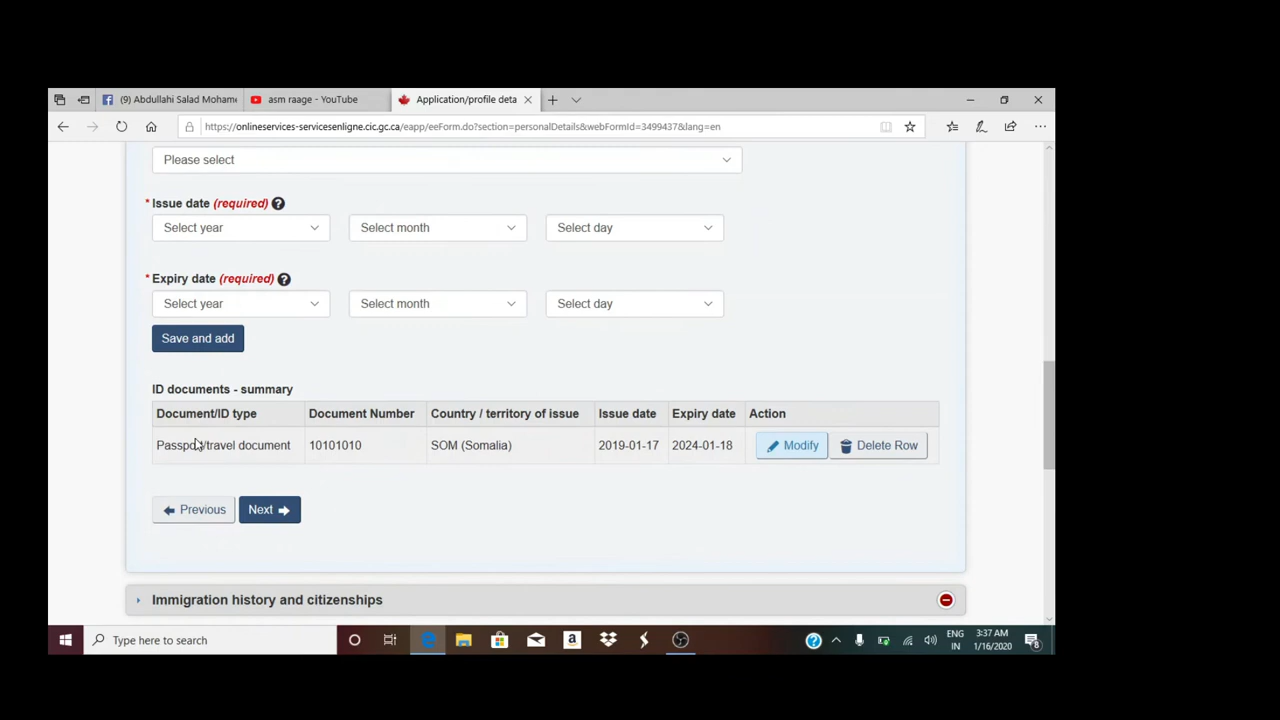 (9) Abdullahi Salad Mohame
asm raage - YouTube
Application/profile deta
https://onlineservices-servicesenligne.cic.gc.ca/eapp/eeForm.do?section=personalDetails&webFormId=3499437&lang=en
Please select
* Issue date (required) ?
Select year Select month Select day
* Expiry date (required) ?
Select year Select month Select day
Save and add
ID documents - summary
Document/ID type Document Number Country / territory of issue Issue date Expiry date Action
Passport/travel document 10101010 SOM (Somalia) 2019-01-17 2024-01-18 Modify Delete Row
Previous Next
Immigration history and citizenships
Type here to search
ENG 3:37 AM
IN 1/16/2020 8